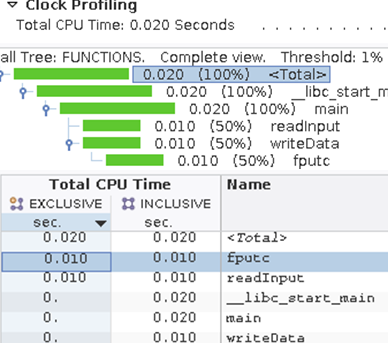 Clock Profiling
Total CPU Time: 0.020 Seconds . . . . . . . . . . .
all Tree: FUNCTIONS. Complete view. Threshold: 1%
0.020 (100%) <Total>
0.020 (100%) __libc_start_m
0.020 (100%) main
0.010 (50%) readInput
0.010 (50%) writeData
0.010 (50%) fputc
Total CPU Time Name
EXCLUSIVE INCLUSIVE
sec. sec.
0.020 0.020 <Total>
0.010 0.010 fputc
0.010 0.010 readInput
0. 0.020 __libc_start_main
0. 0.020 main
0. 0.010 writeData